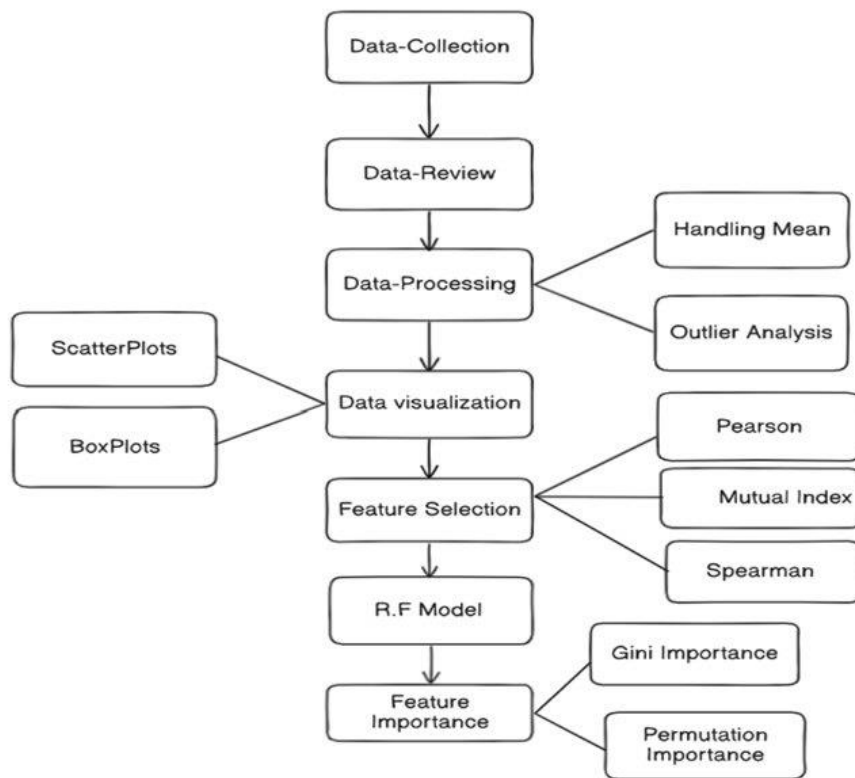 Data-Collection
Data-Review
Handling Mean
Data-Processing
Outlier Analysis
ScatterPlots
Data visualization
BoxPlots
Pearson
Mutual Index
Feature Selection
Spearman
R.F Model
Gini Importance
Feature
Importance
Permutation
Importance